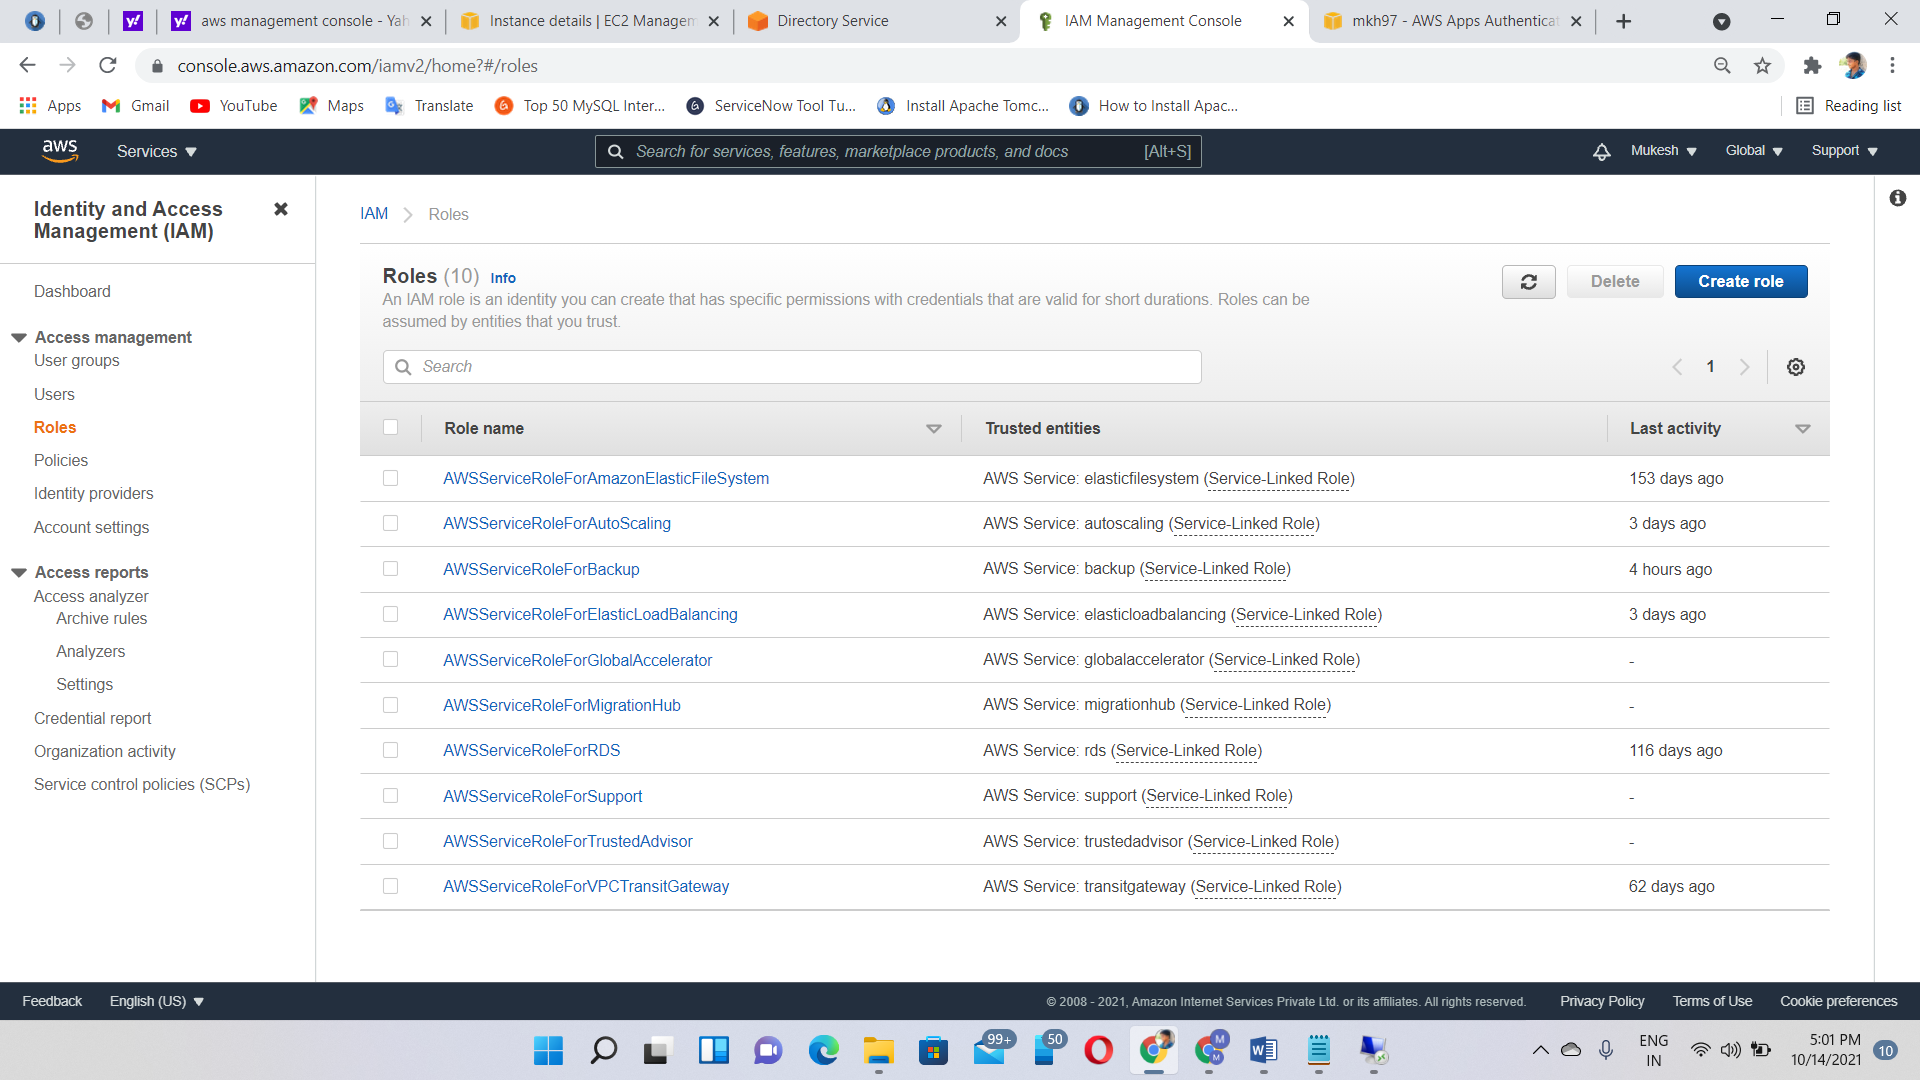 aws management console - Yah
Instance details | EC2 Managem
Directory Service
IAM Management Console
mkh97 - AWS Apps Authenticat
console.aws.amazon.com/iamv2/home?#/roles
Apps
Gmail
YouTube
Maps
Translate
Top 50 MySQL Inter...
ServiceNow Tool Tu...
Install Apache Tomc...
How to Install Apac...
Reading list
aws
Services
Search for services, features, marketplace products, and docs
[Alt+S]
Mukesh
Global
Support
Identity and Access
Management (IAM)
Dashboard
Access management
User groups
Users
Roles
Policies
Identity providers
Account settings
Access reports
Access analyzer
Archive rules
Analyzers
Settings
Credential report
Organization activity
Service control policies (SCPs)
IAM
Roles
Roles (10) Info
An IAM role is an identity you can create that has specific permissions with credentials that are valid for short durations. Roles can be
assumed by entities that you trust.
Delete
Create role
Search
1
Role name Trusted entities Last activity
AWSServiceRoleForAmazonElasticFileSystem AWS Service: elasticfilesystem (Service-Linked Role) 153 days ago
AWSServiceRoleForAutoScaling AWS Service: autoscaling (Service-Linked Role) 3 days ago
AWSServiceRoleForBackup AWS Service: backup (Service-Linked Role) 4 hours ago
AWSServiceRoleForElasticLoadBalancing AWS Service: elasticloadbalancing (Service-Linked Role) 3 days ago
AWSServiceRoleForGlobalAccelerator AWS Service: globalaccelerator (Service-Linked Role) -
AWSServiceRoleForMigrationHub AWS Service: migrationhub (Service-Linked Role) -
AWSServiceRoleForRDS AWS Service: rds (Service-Linked Role) 116 days ago
AWSServiceRoleForSupport AWS Service: support (Service-Linked Role) -
AWSServiceRoleForTrustedAdvisor AWS Service: trustedadvisor (Service-Linked Role) -
AWSServiceRoleForVPCTransitGateway AWS Service: transitgateway (Service-Linked Role) 62 days ago
Feedback
English (US)
© 2008 - 2021, Amazon Internet Services Private Ltd. or its affiliates. All rights reserved.
Privacy Policy
Terms of Use
Cookie preferences
99+
50
M
M
ENG
IN
5:01 PM
10/14/2021
10